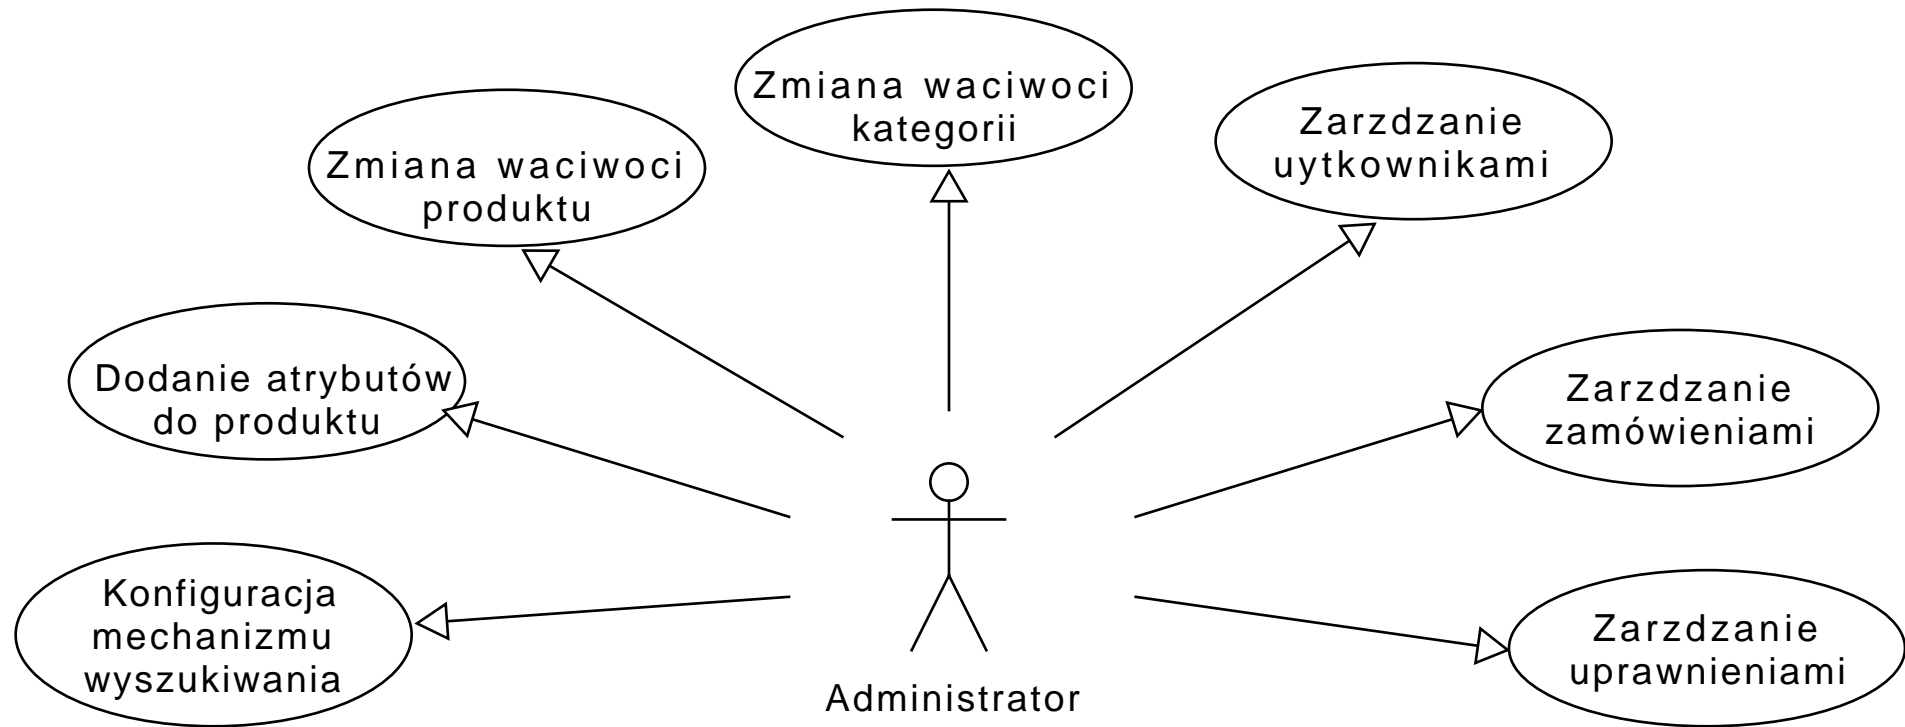 Zmiana waciwoci
kategorii
Zmiana waciwoci
produktu
Zarzdzanie
uytkownikami
Dodanie atrybutów
do produktu
Zarzdzanie
zamówieniami
Konfiguracja
mechanizmu
wyszukiwania
Zarzdzanie
uprawnieniami
Administrator